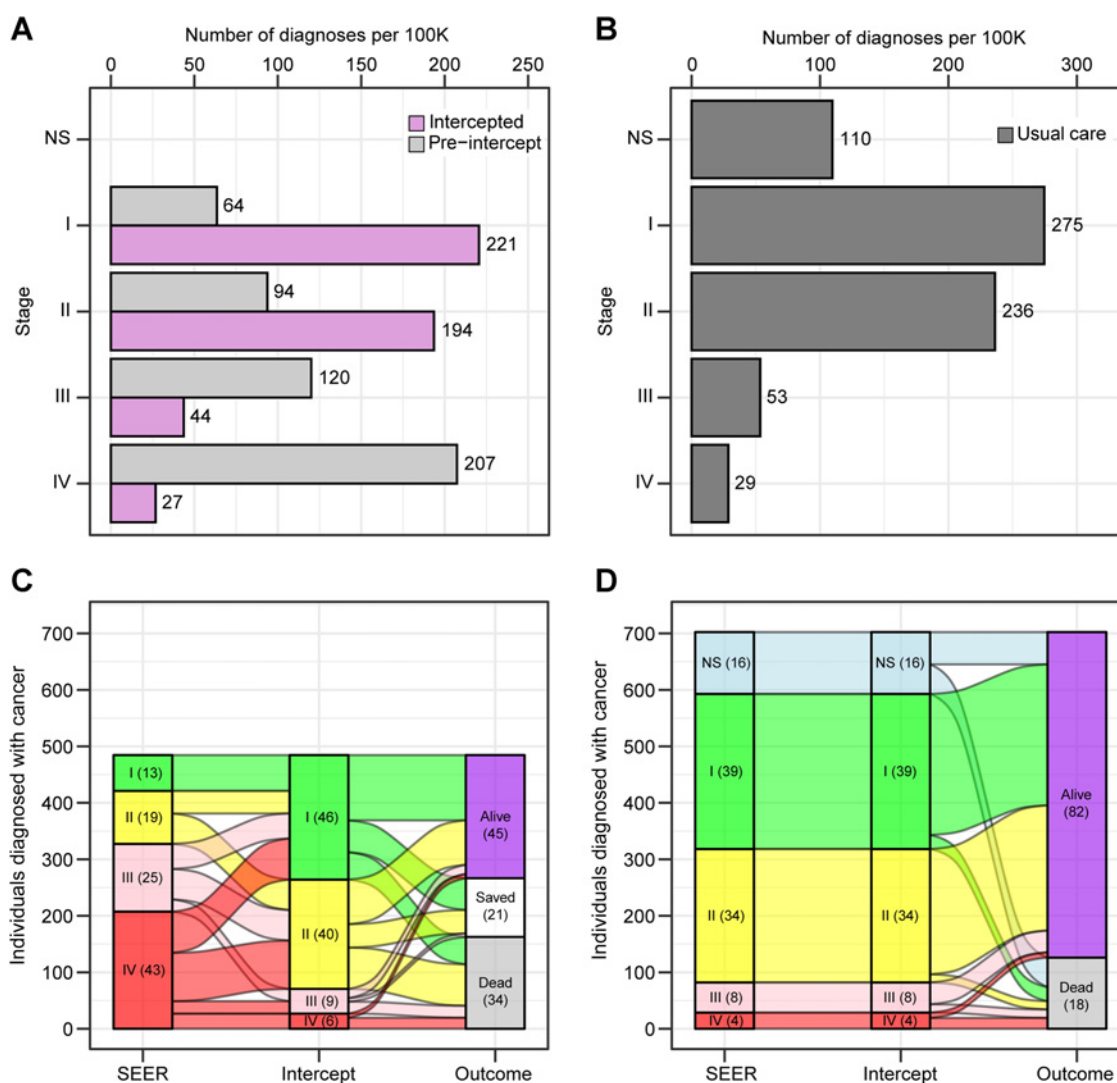 A
Number of diagnoses per 100K
0 50 100 150 200 250
Stage
NS
I
II
III
IV
Intercepted
Pre−intercept
64
221
94
194
120
44
207
27
B
Number of diagnoses per 100K
0 100 200 300
Stage
NS
I
II
III
IV
Usual care
110
275
236
53
29
C
Individuals diagnosed with cancer
700
600
500
400
300
200
100
0
I (13)
II (19)
III (25)
IV (43)
I (46)
II (40)
III (9)
IV (6)
Alive
(45)
Saved
(21)
Dead
(34)
SEER Intercept Outcome
D
Individuals diagnosed with cancer
700
600
500
400
300
200
100
0
NS (16)
I (39)
II (34)
III (8)
IV (4)
NS (16)
I (39)
II (34)
III (8)
IV (4)
Alive
(82)
Dead
(18)
SEER Intercept Outcome